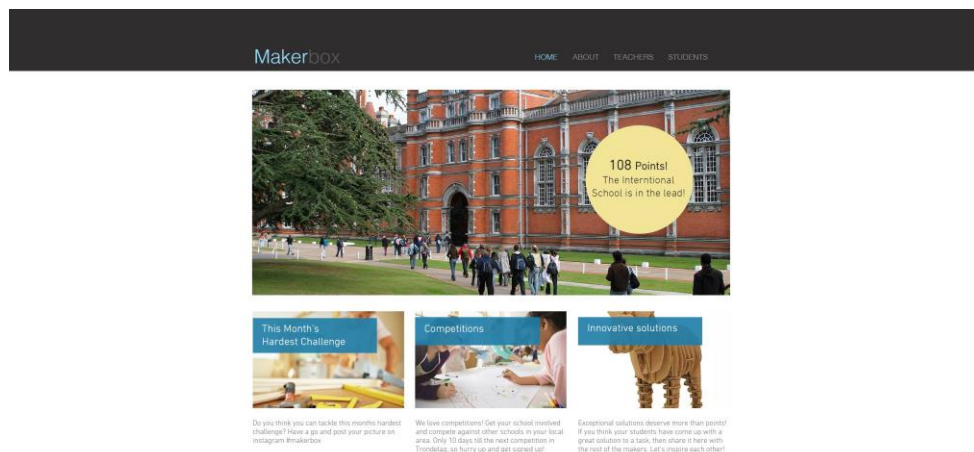 Makerbox
HOME ABOUT TEACHERS STUDENTS
108 Points!
The Interntional
School is in the lead!
This Month's
Hardest Challenge
Competitions
Innovative solutions
Do you think you can tackle this months hardest
challenge? Have a go and post your picture on
instagram #makerbox
We love competitions! Get your school involved
and compete against other schools in your local
area. Only 10 days till the next competition in
Trondelag, so hurry up and get signed up!
Exceptional solutions deserve more than points!
If you think your students have come up with a
great solution to a task, then share it here with
the rest of the makers. Let's inspire each other!